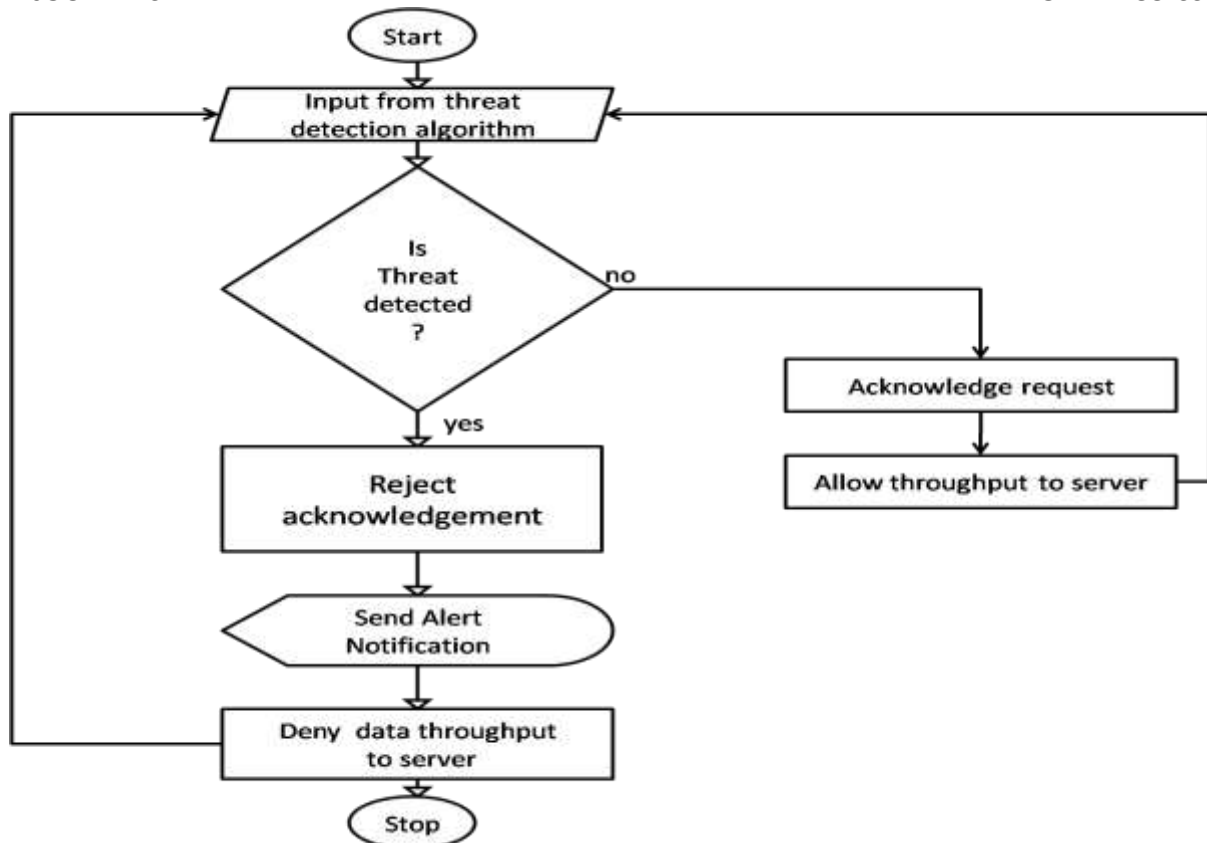 Start
Input from threat
detection algorithm
Is
Threat
detected
?
no
yes
Acknowledge request
Allow throughput to server
Reject
acknowledgement
Send Alert
Notification
Deny data throughput
to server
Stop